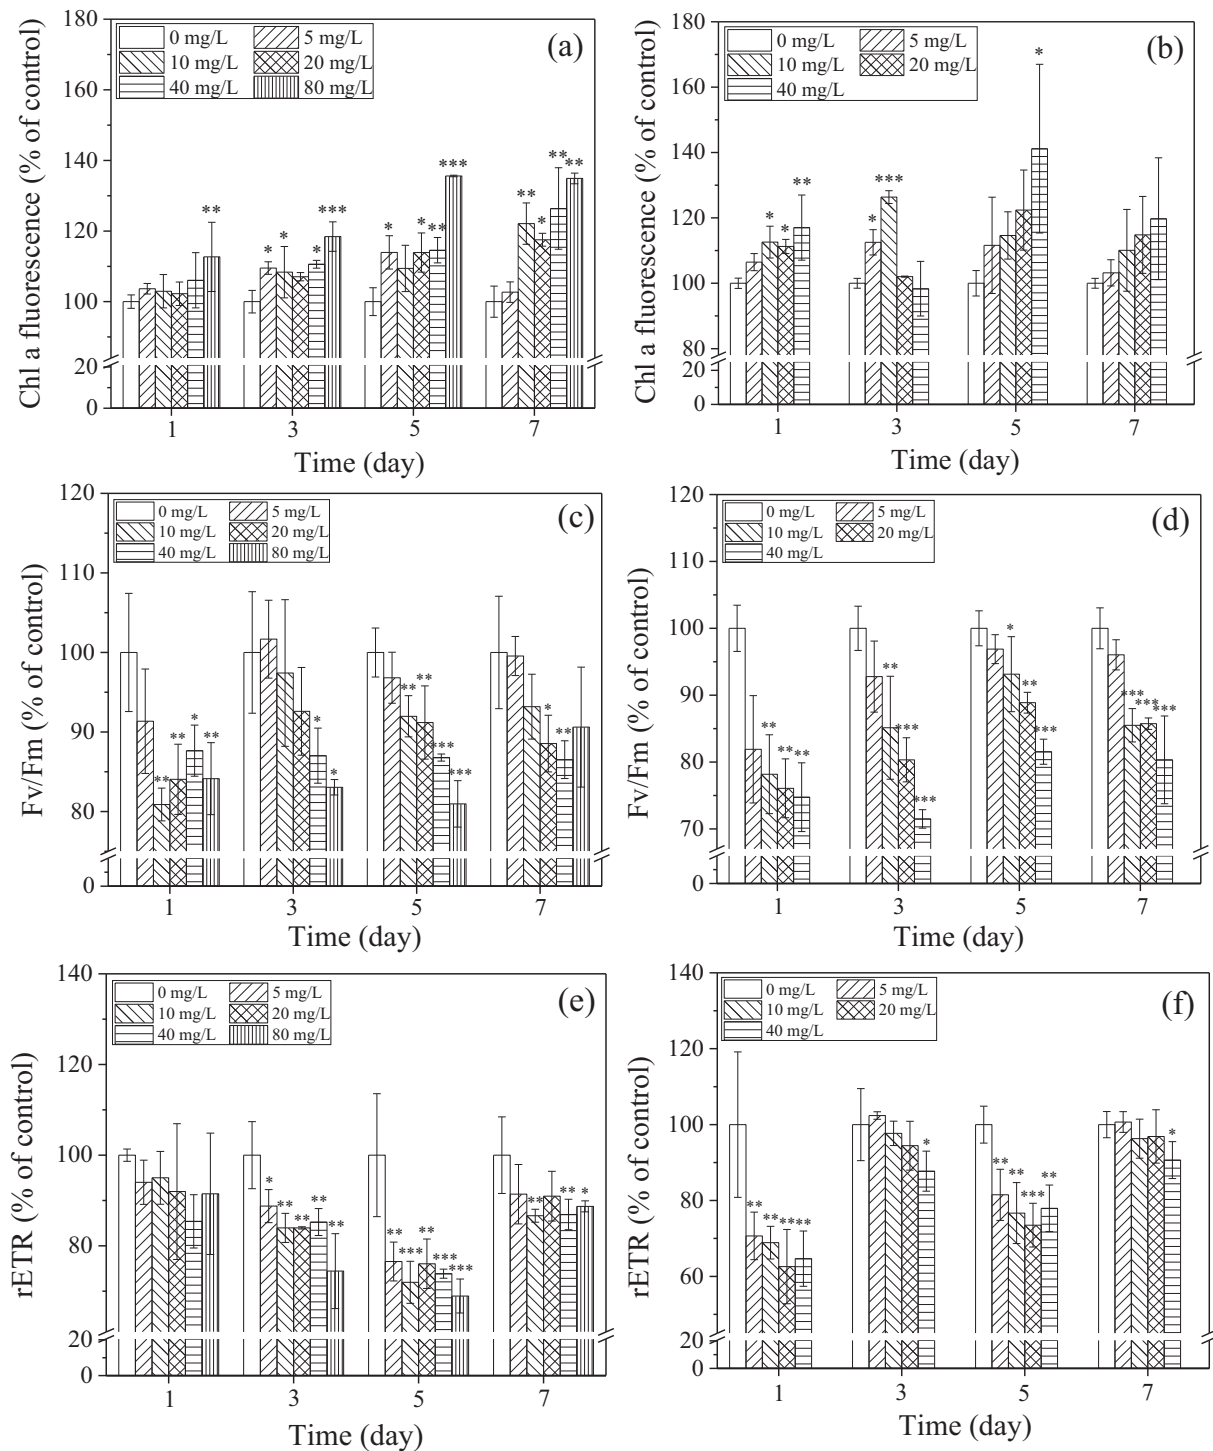 (a)
0 mg/L 5 mg/L
10 mg/L 20 mg/L
40 mg/L 80 mg/L
Chl a fluorescence (% of control)
180
160
140
120
100
20
0
** * * * *** * * ** *** ** * ** **
1 3 5 7
Time (day)
(b)
0 mg/L 5 mg/L
10 mg/L 20 mg/L
40 mg/L
Chl a fluorescence (% of control)
180
160
140
120
100
80
20
0
* * ** * *** *
1 3 5 7
Time (day)
(c)
0 mg/L 5 mg/L
10 mg/L 20 mg/L
40 mg/L 80 mg/L
Fv/Fm (% of control)
120
110
100
90
80
0
** ** * ** * * ** ** *** *** * **
1 3 5 7
Time (day)
(d)
0 mg/L 5 mg/L
10 mg/L 20 mg/L
40 mg/L
Fv/Fm (% of control)
120
110
100
90
80
70
0
** ** ** ** *** *** * ** *** *** *** ***
1 3 5 7
Time (day)
(e)
0 mg/L 5 mg/L
10 mg/L 20 mg/L
40 mg/L 80 mg/L
rETR (% of control)
140
120
100
80
20
0
* ** ** ** ** ** *** ** *** *** ** ** *
1 3 5 7
Time (day)
(f)
0 mg/L 5 mg/L
10 mg/L 20 mg/L
40 mg/L
rETR (% of control)
140
120
100
80
60
20
0
** ** ** ** * ** ** *** ** *
1 3 5 7
Time (day)